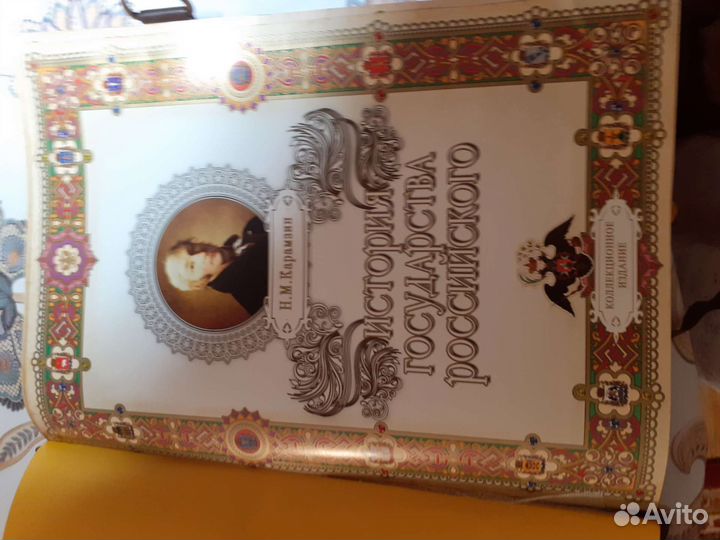 Н.М.Карамзин
ИСТОРИЯ
ГОСУДАРСТВА
РОССИЙСКОГО
КОЛЛЕКЦИОННОЕ
ИЗДАНИЕ
Avito